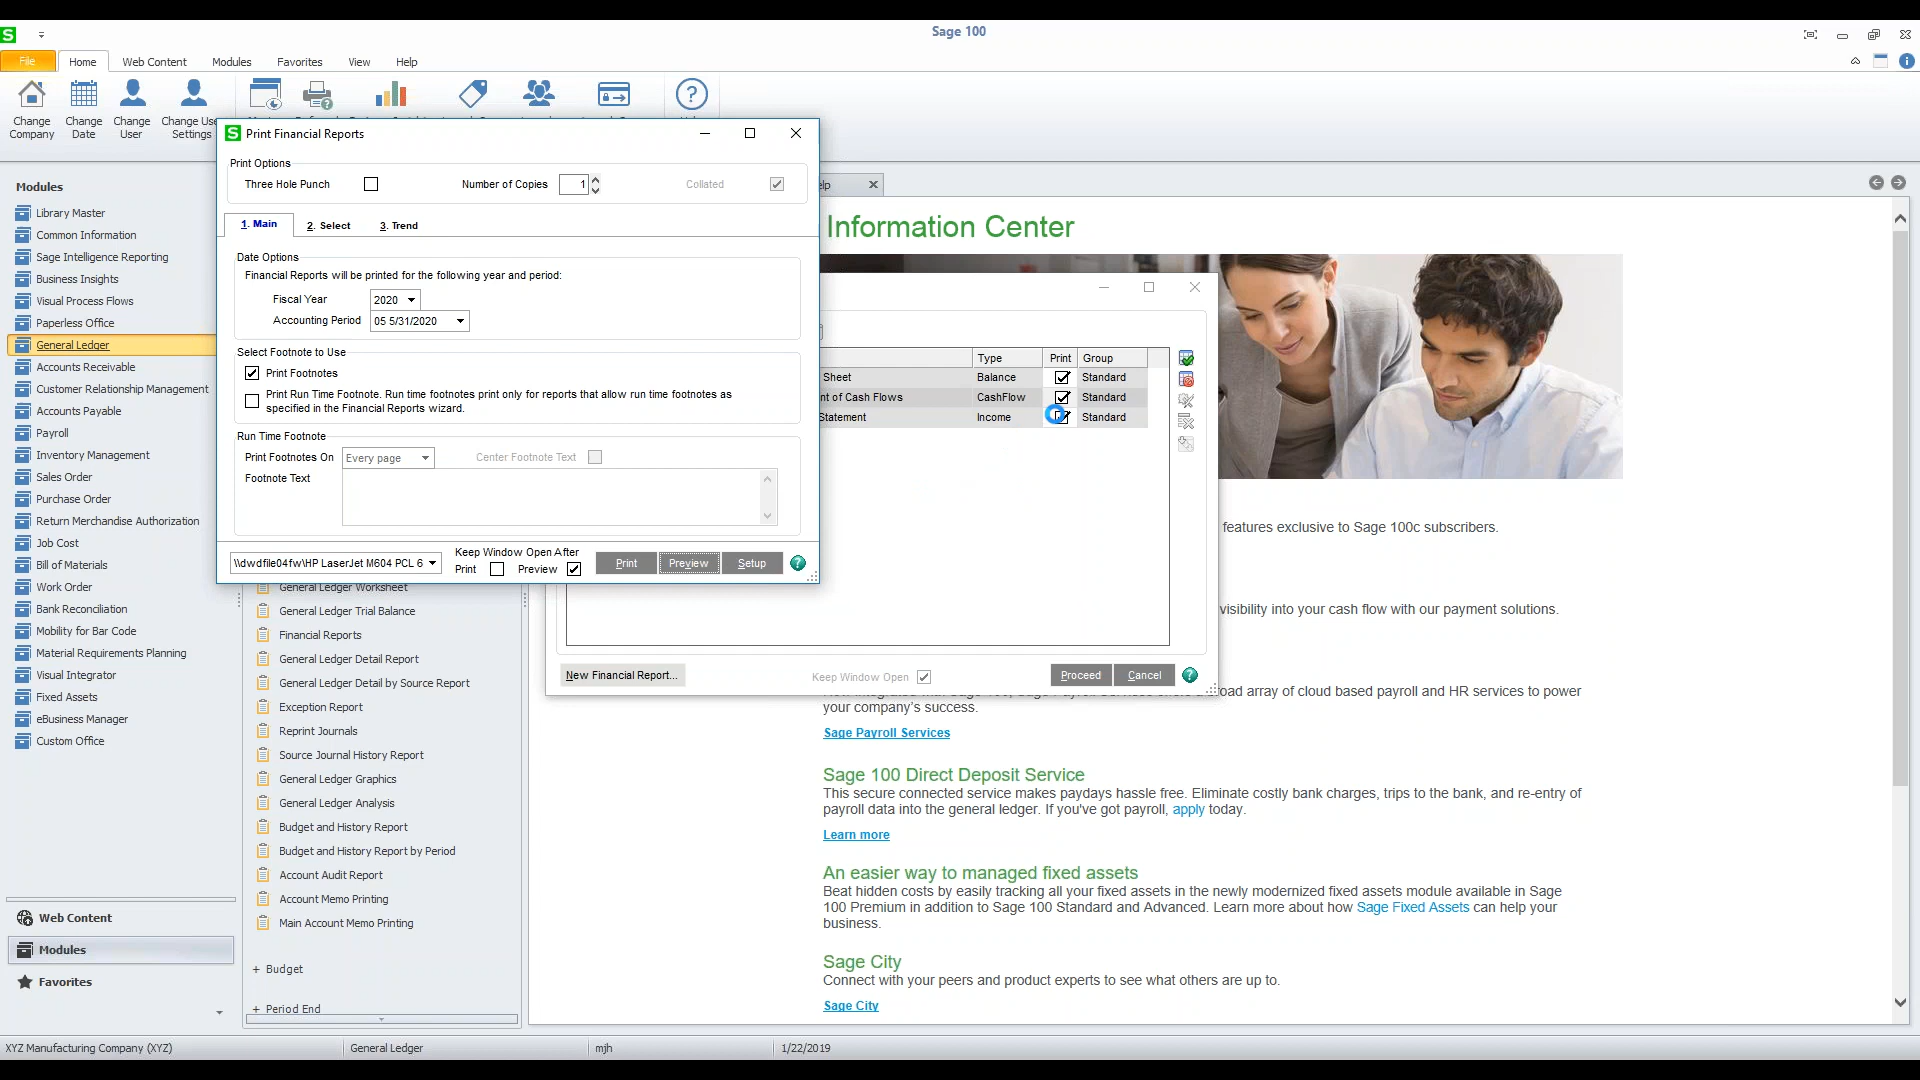 Sage 100
File
Home
Web Content
Modules
Favorites
View
Help
Change
Company
Change
Date
Change
User
Change Use
Settings
Print Financial Reports
Print Options
Three Hole Punch
Number of Copies
1
Collated
1. Main
2. Select
3. Trend
Date Options
Financial Reports will be printed for the following year and period:
Fiscal Year
2020
Accounting Period
05 5/31/2020
Select Footnote to Use
Print Footnotes
Print Run Time Footnote. Run time footnotes print only for reports that allow run time footnotes as
specified in the Financial Reports wizard.
Run Time Footnote
Print Footnotes On
Every page
Center Footnote Text
Footnote Text
\\dwdfile04fw\HP LaserJet M604 PCL 6
Keep Window Open After
Print
Preview
Print
Preview
Setup
Modules
Library Master
Common Information
Sage Intelligence Reporting
Business Insights
Visual Process Flows
Paperless Office
General Ledger
Accounts Receivable
Customer Relationship Management
Accounts Payable
Payroll
Inventory Management
Sales Order
Purchase Order
Return Merchandise Authorization
Job Cost
Bill of Materials
Work Order
Bank Reconciliation
Mobility for Bar Code
Material Requirements Planning
Visual Integrator
Fixed Assets
eBusiness Manager
Custom Office
Web Content
Modules
Favorites
General Ledger Worksheet
General Ledger Trial Balance
Financial Reports
General Ledger Detail Report
General Ledger Detail by Source Report
Exception Report
Reprint Journals
Source Journal History Report
General Ledger Graphics
General Ledger Analysis
Budget and History Report
Budget and History Report by Period
Account Audit Report
Account Memo Printing
Main Account Memo Printing
+ Budget
+ Period End
elp
Information Center
Type
Print
Group
Sheet
Balance
Standard
nt of Cash Flows
CashFlow
Standard
Statement
Income
Standard
New Financial Report...
Keep Window Open
Proceed
Cancel
features exclusive to Sage 100c subscribers.
visibility into your cash flow with our payment solutions.
oad array of cloud based payroll and HR services to power
your company's success.
Sage Payroll Services
Sage 100 Direct Deposit Service
This secure connected service makes paydays hassle free. Eliminate costly bank charges, trips to the bank, and re-entry of
payroll data into the general ledger. If you've got payroll, apply today.
Learn more
An easier way to managed fixed assets
Beat hidden costs by easily tracking all your fixed assets in the newly modernized fixed assets module available in Sage
100 Premium in addition to Sage 100 Standard and Advanced. Learn more about how Sage Fixed Assets can help your
business.
Sage City
Connect with your peers and product experts to see what others are up to.
Sage City
XYZ Manufacturing Company (XYZ)
General Ledger
mjh
1/22/2019